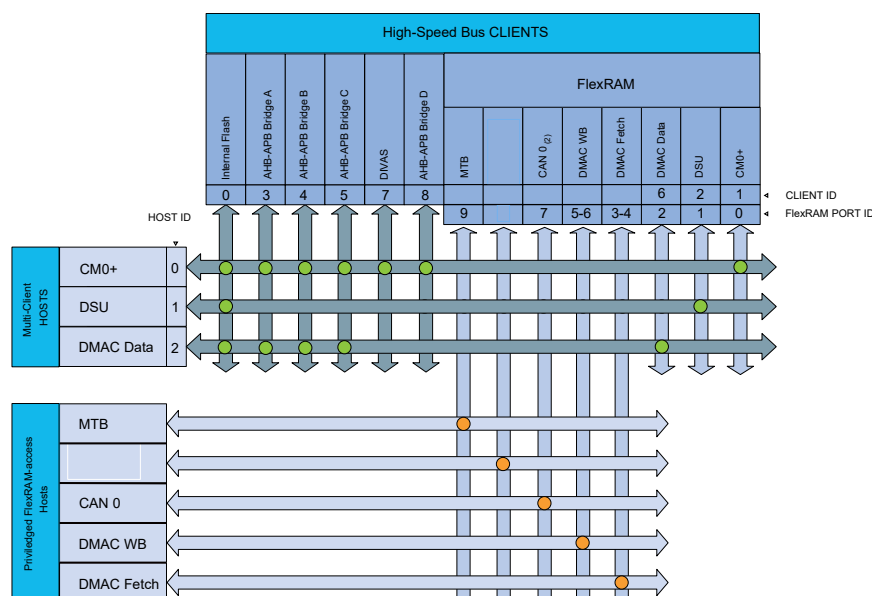 High-Speed Bus CLIENTS
FlexRAM
Internal Flash
AHB-APB Bridge A
AHB-APB Bridge B
AHB-APB Bridge C
DIVAS
AHB-APB Bridge D
MTB
CAN 0 (2)
DMAC WB
DMAC Fetch
DMAC Data
DSU
CM0+
0 3 4 5 7 8 6 2 1 CLIENT ID
9 7 5-6 3-4 2 1 0 FlexRAM PORT ID
HOST ID
Multi-Client
HOSTS
CM0+ 0
DSU 1
DMAC Data 2
Priviledged FlexRAM-access
Hosts
MTB
CAN 0
DMAC WB
DMAC Fetch